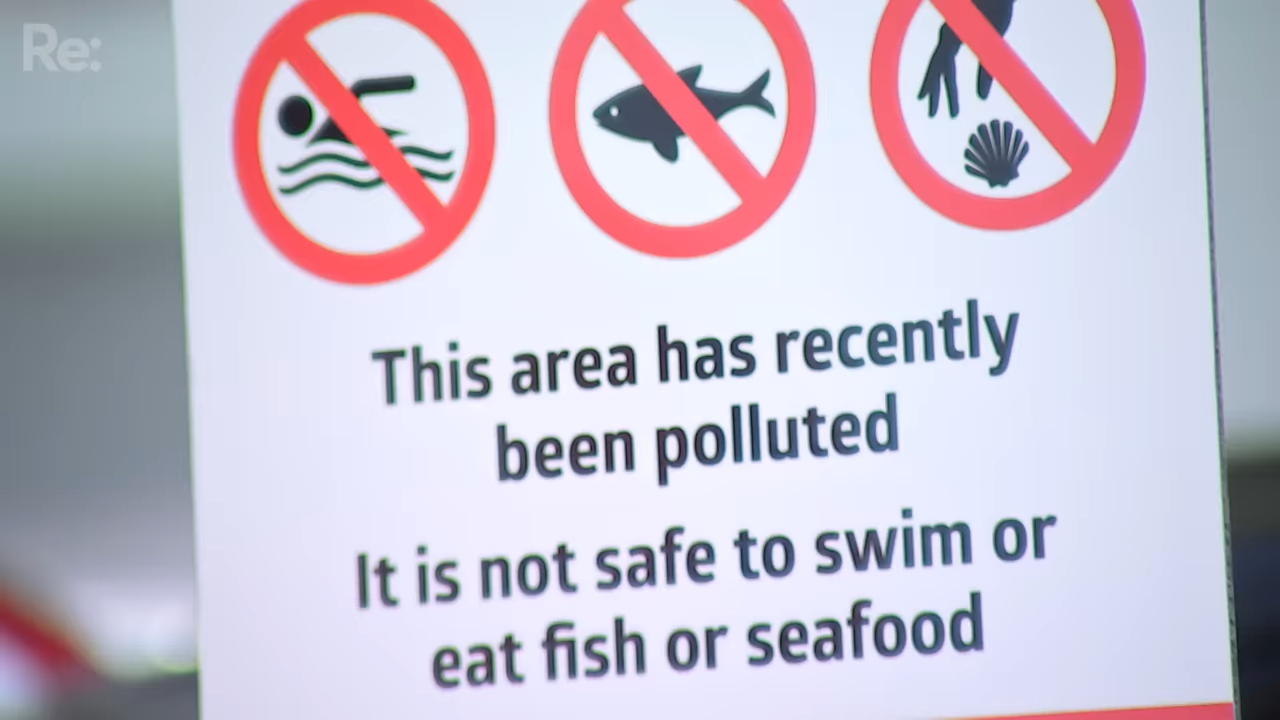 Re:
This area has recently
been polluted
It is not safe to swim or
eat fish or seafood